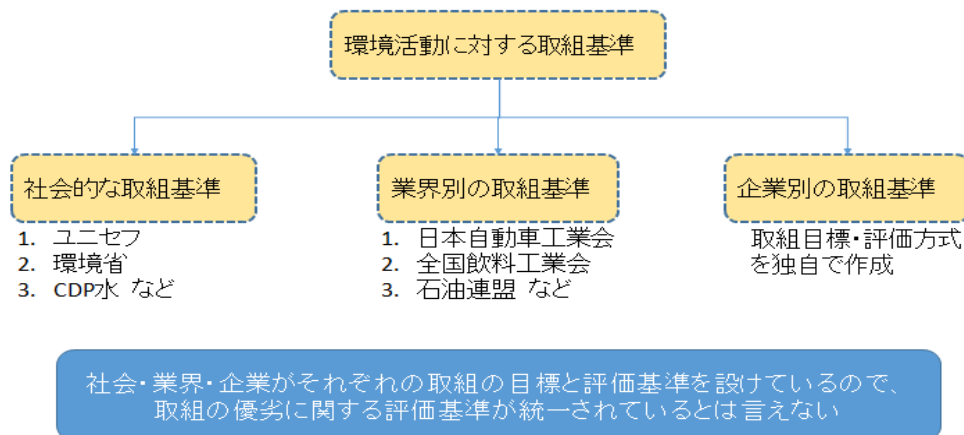 環境活動に対する取組基準
社会的な取組基準
1. ユニセフ
2. 環境省
3. CDP水 など
業界別の取組基準
1. 日本自動車工業会
2. 全国飲料工業会
3. 石油連盟 など
企業別の取組基準
取組目標・評価方式
を独自で作成
社会・業界・企業がそれぞれの取組の目標と評価基準を設けているので、
取組の優劣に関する評価基準が統一されているとは言えない